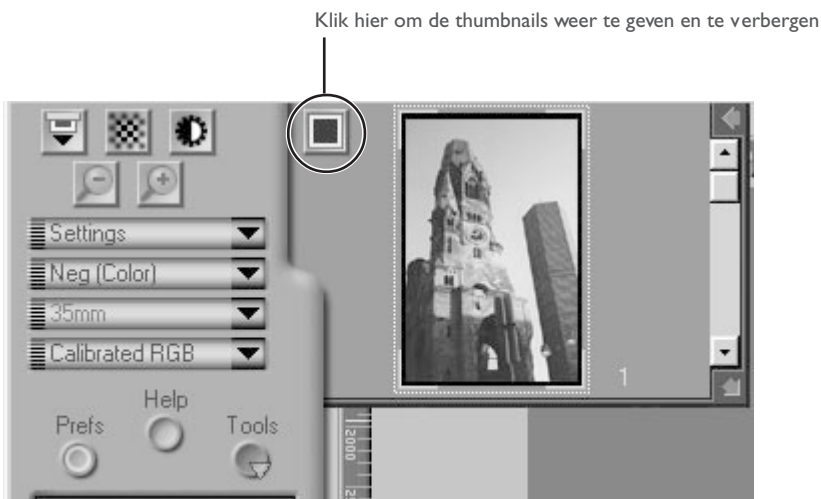 Klik hier om de thumbnails weer te geven en te verbergen
Settings
Neg (Color)
35mm
Calibrated RGB
Prefs
Help
Tools
1
2000